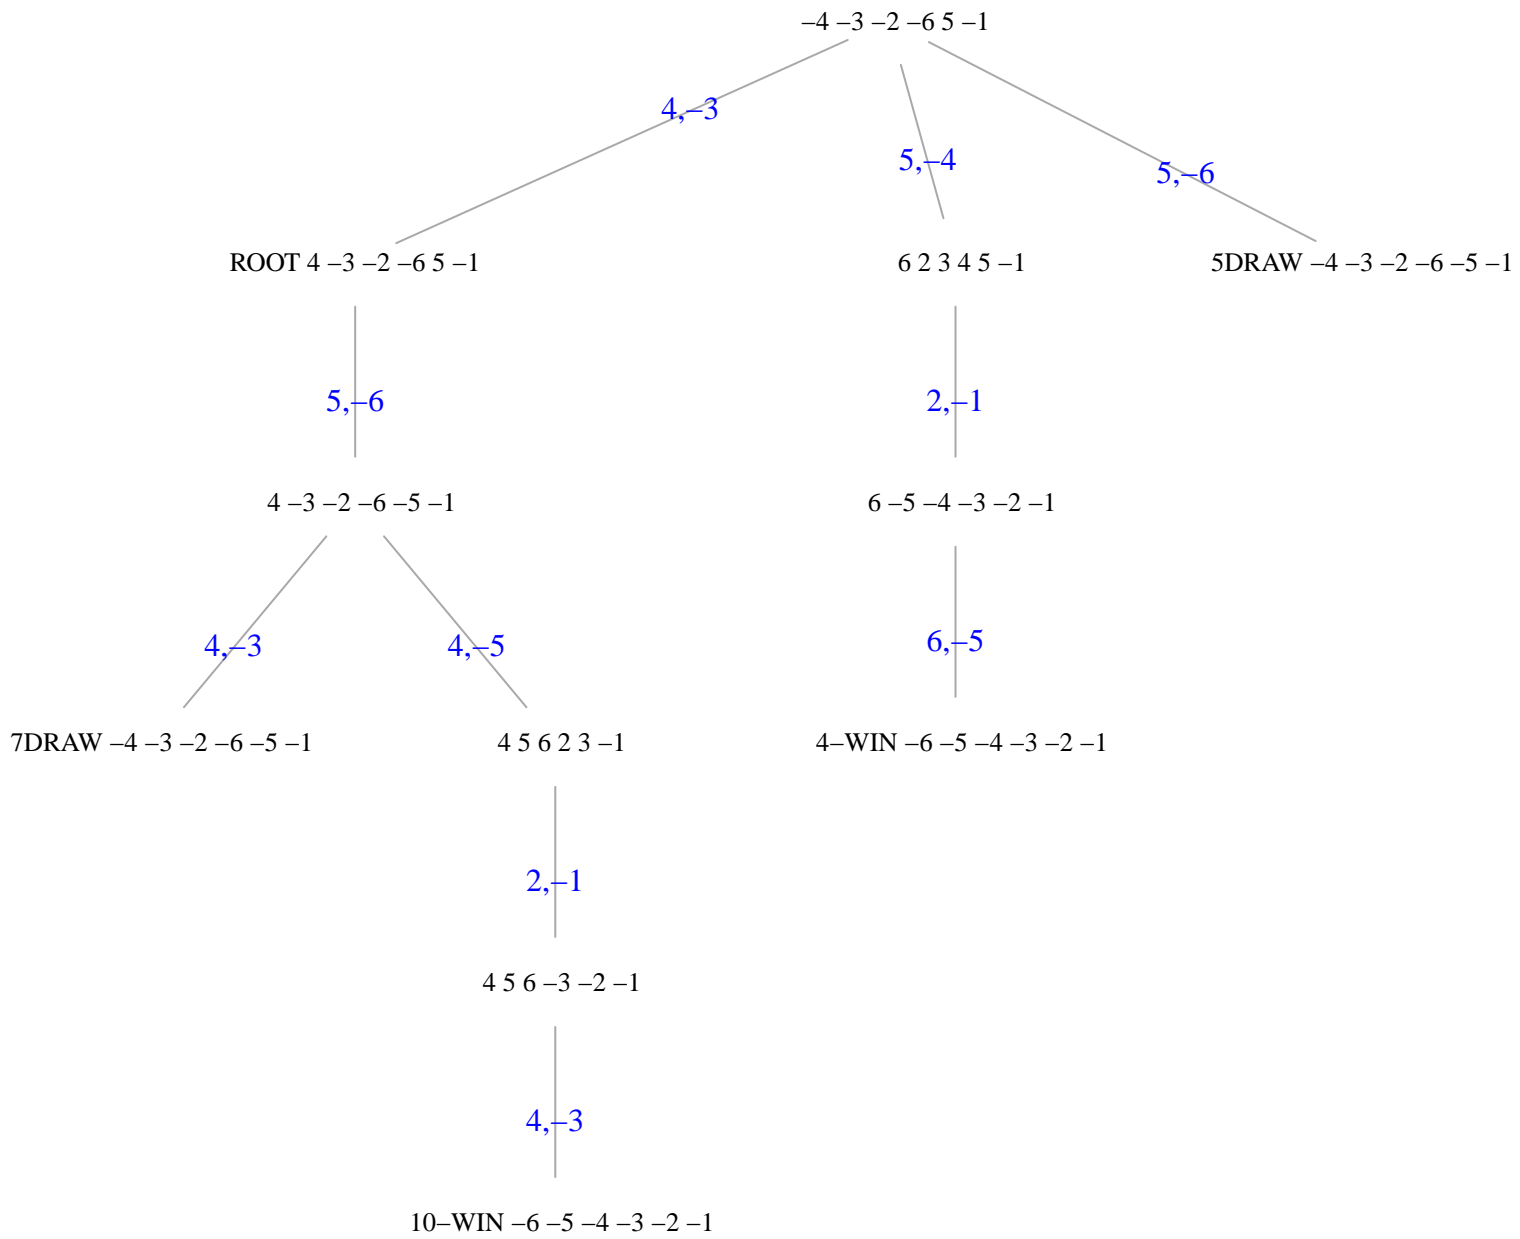 –4 –3 –2 –6 5 –1
4,–3
5,–4
5,–6
ROOT 4 –3 –2 –6 5 –1
6 2 3 4 5 –1
5DRAW –4 –3 –2 –6 –5 –1
5,–6
2,–1
4 –3 –2 –6 –5 –1
6 –5 –4 –3 –2 –1
4,–3
4,–5
6,–5
7DRAW –4 –3 –2 –6 –5 –1
4 5 6 2 3 –1
4–WIN –6 –5 –4 –3 –2 –1
2,–1
4 5 6 –3 –2 –1
4,–3
10–WIN –6 –5 –4 –3 –2 –1